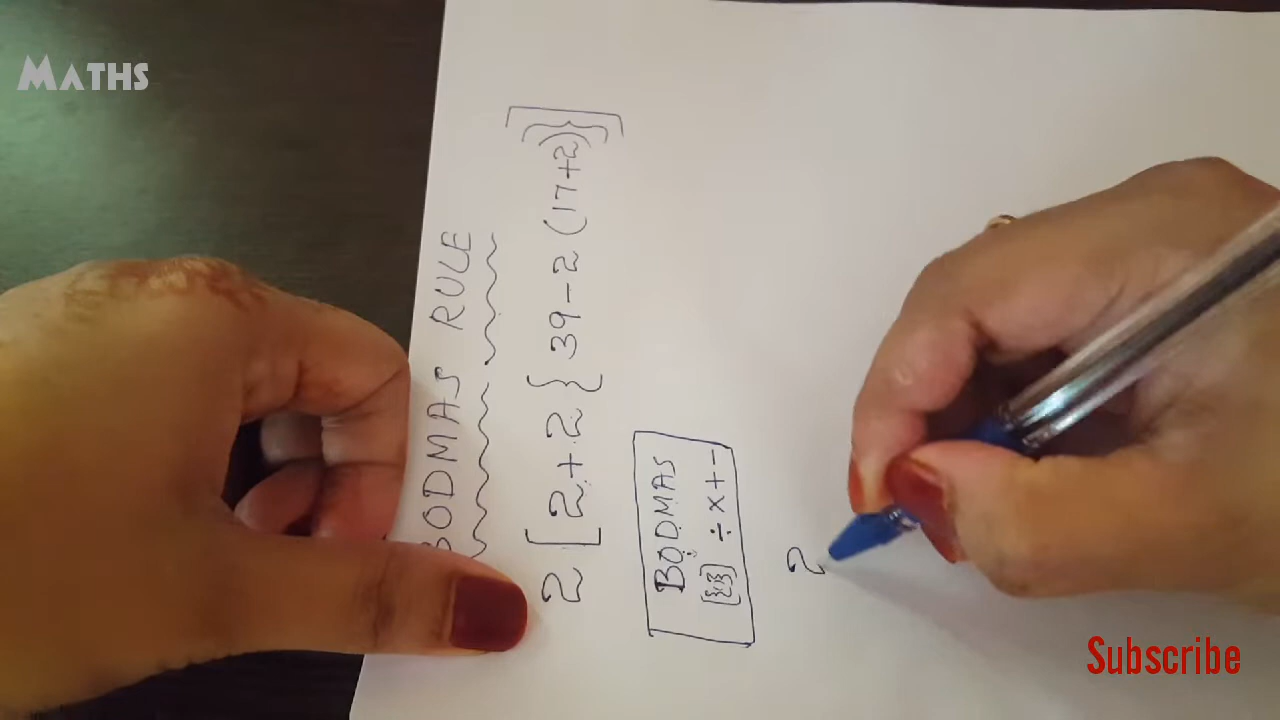 MATHS
BODMAS RULE
2[2+2}39-2(17+2)}]
BODMAS
[{}] ÷×+-
2
Subscribe